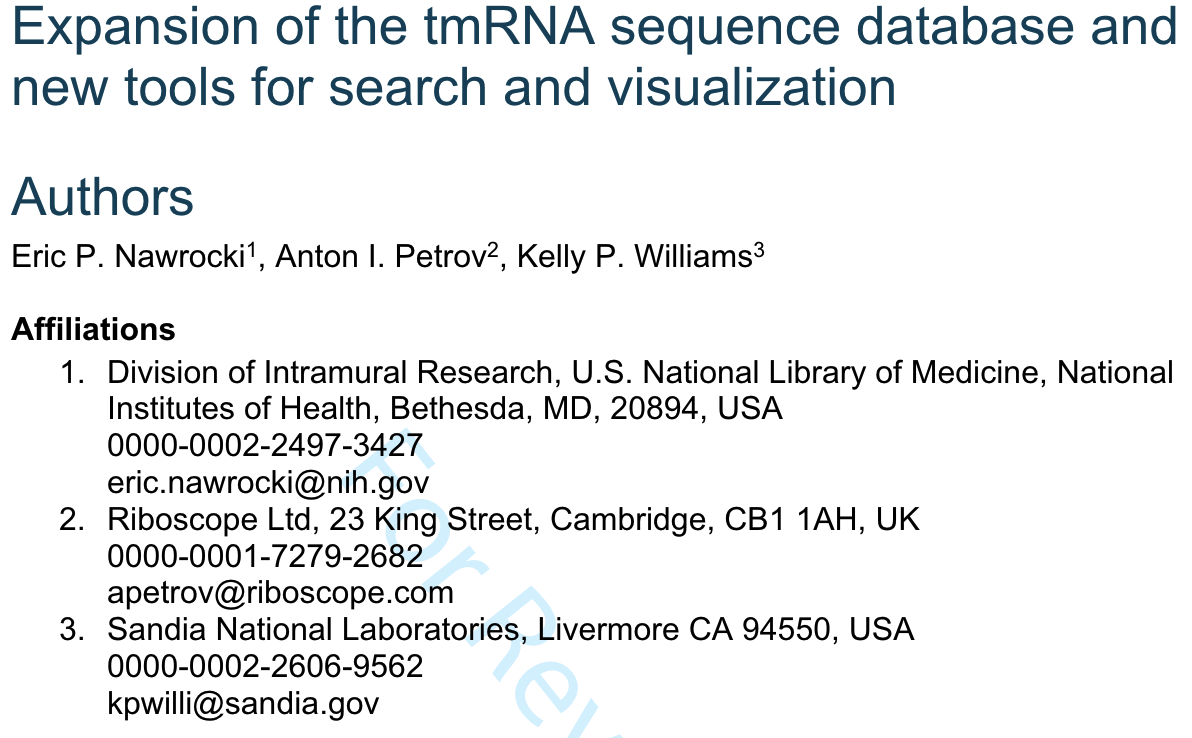 Expansion of the tmRNA sequence database and
new tools for search and visualization
Authors
Eric P. Nawrocki¹, Anton I. Petrov², Kelly P. Williams³
Affiliations
1. Division of Intramural Research, U.S. National Library of Medicine, National
Institutes of Health, Bethesda, MD, 20894, USA
0000-0002-2497-3427
eric.nawrocki@nih.gov
2. Riboscope Ltd, 23 King Street, Cambridge, CB1 1AH, UK
0000-0001-7279-2682
apetrov@riboscope.com
3. Sandia National Laboratories, Livermore CA 94550, USA
0000-0002-2606-9562
kpwilli@sandia.gov
For Rev